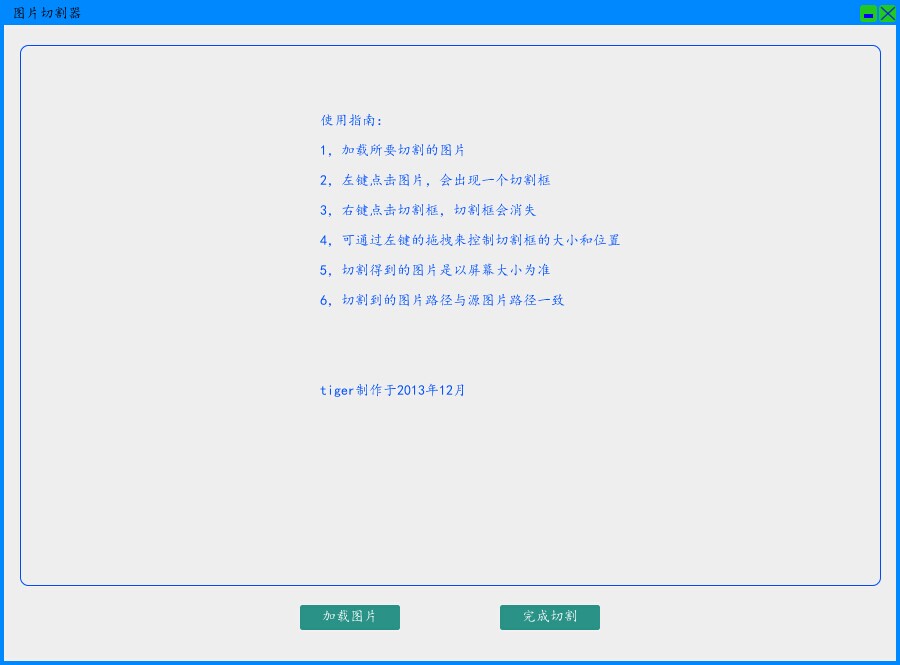 图片切割器
使用指南:
1, 加载所要切割的图片
2, 左键点击图片, 会出现一个切割框
3, 右键点击切割框, 切割框会消失
4, 可通过左键的拖拽来控制切割框的大小和位置
5, 切割得到的图片是以屏幕大小为准
6, 切割到的图片路径与源图片路径一致
tiger制作于2013年12月
加载图片
完成切割